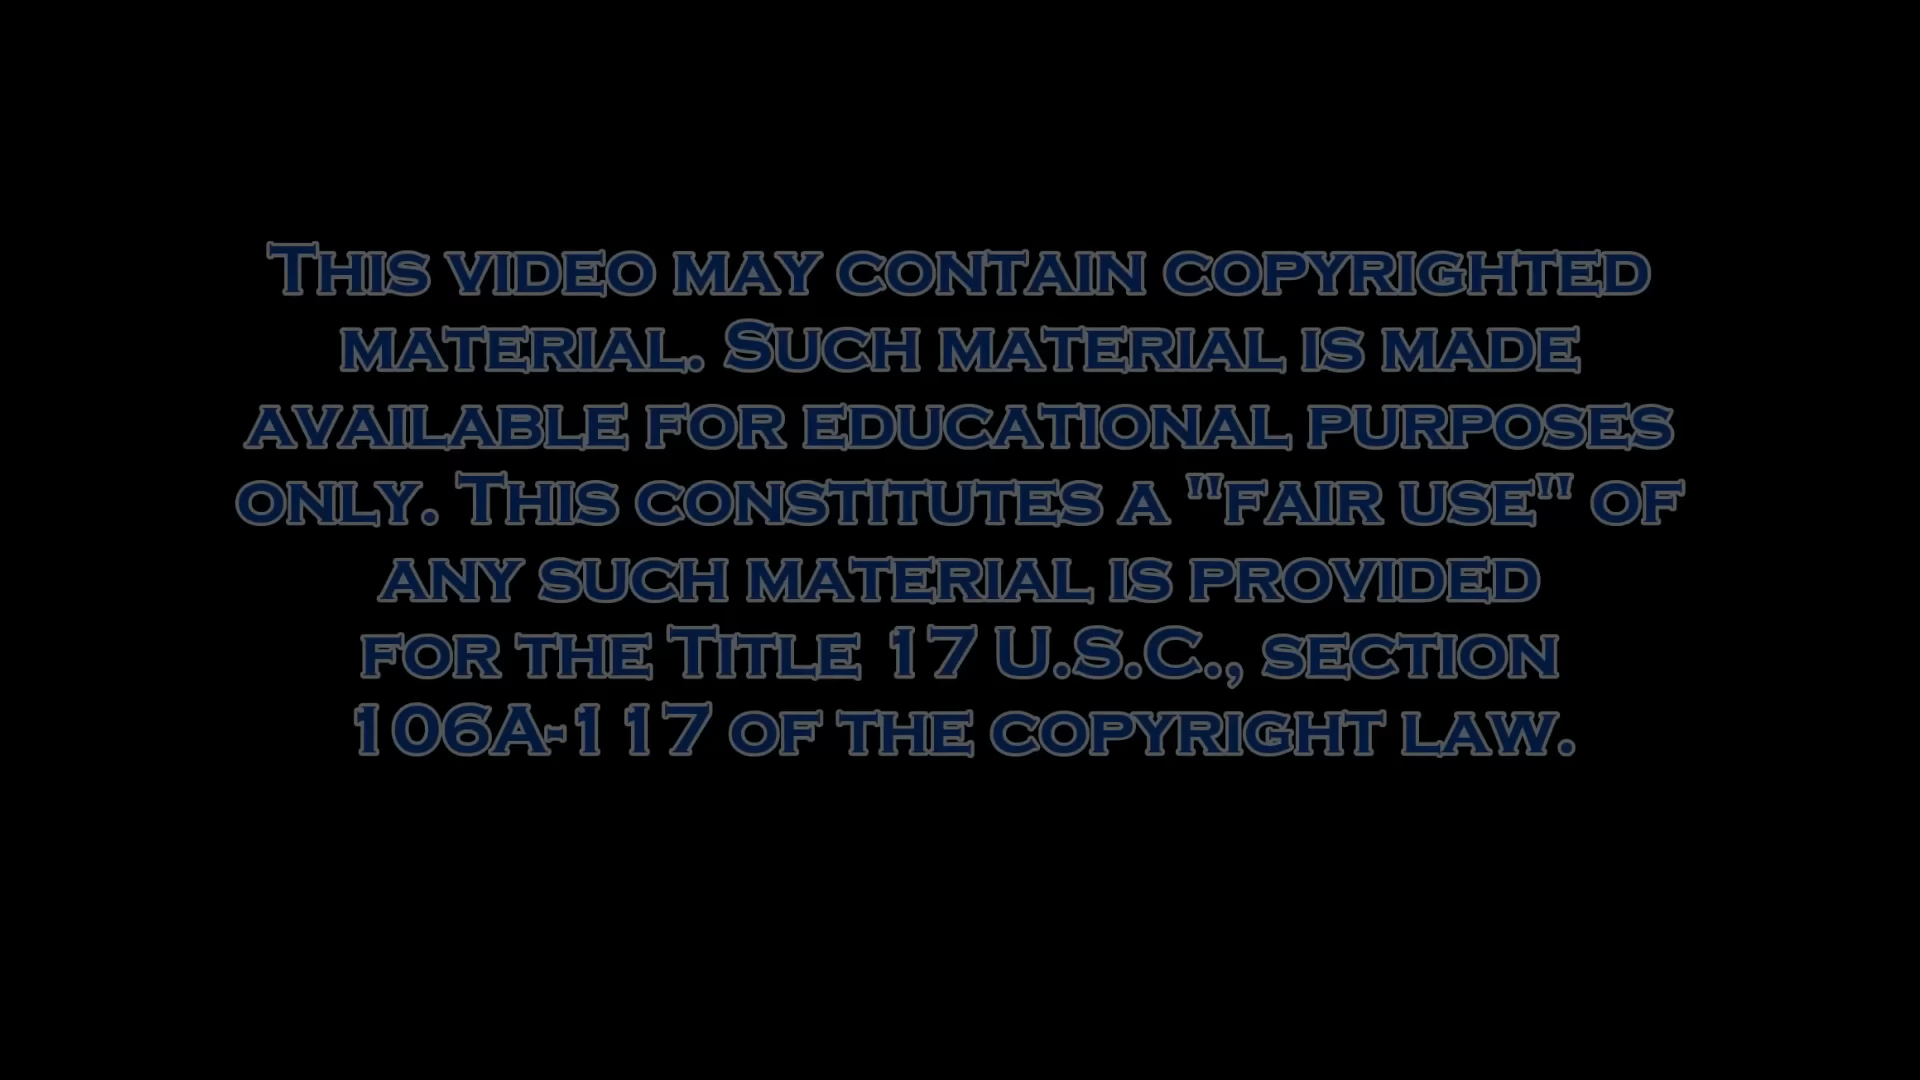 This video may contain copyrighted
material. Such material is made
available for educational purposes
only. This constitutes a "fair use" of
any such material is provided
for the Title 17 U.S.C., section
106A-117 of the copyright law.